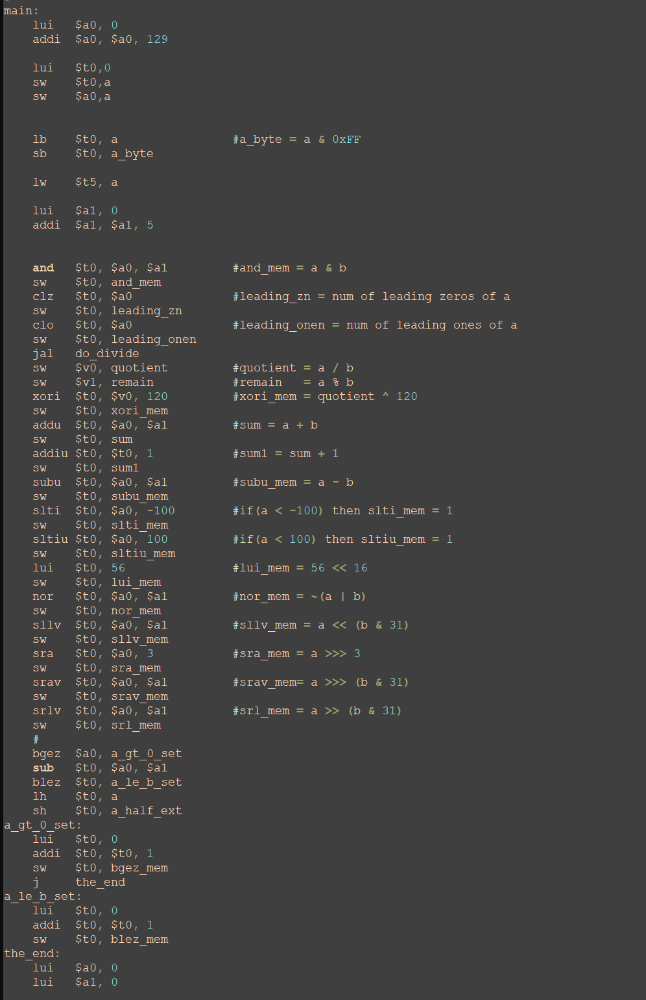 main:
lui $a0, 0
addi $a0, $a0, 129
lui $t0,0
sw $t0,a
sw $a0,a
lb $t0, a #a_byte = a & 0xFF
sb $t0, a_byte
lw $t5, a
lui $a1, 0
addi $a1, $a1, 5
and $t0, $a0, $a1 #and_mem = a & b
sw $t0, and_mem
clz $t0, $a0 #leading_zn = num of leading zeros of a
sw $t0, leading_zn
clo $t0, $a0 #leading_onen = num of leading ones of a
sw $t0, leading_onen
jal do_divide
sw $v0, quotient #quotient = a / b
sw $v1, remain #remain = a % b
xori $t0, $v0, 120 #xori_mem = quotient ^ 120
sw $t0, xori_mem
addu $t0, $a0, $a1 #sum = a + b
sw $t0, sum
addiu $t0, $t0, 1 #sum1 = sum + 1
sw $t0, sum1
subu $t0, $a0, $a1 #subu_mem = a - b
sw $t0, subu_mem
slti $t0, $a0, -100 #if(a < -100) then slti_mem = 1
sw $t0, slti_mem
sltiu $t0, $a0, 100 #if(a < 100) then sltiu_mem = 1
sw $t0, sltiu_mem
lui $t0, 56 #lui_mem = 56 << 16
sw $t0, lui_mem
nor $t0, $a0, $a1 #nor_mem = ~(a | b)
sw $t0, nor_mem
sllv $t0, $a0, $a1 #sllv_mem = a << (b & 31)
sw $t0, sllv_mem
sra $t0, $a0, 3 #sra_mem = a >>> 3
sw $t0, sra_mem
srav $t0, $a0, $a1 #srav_mem= a >>> (b & 31)
sw $t0, srav_mem
srlv $t0, $a0, $a1 #srl_mem = a >> (b & 31)
sw $t0, srl_mem
#
bgez $a0, a_gt_0_set
sub $t0, $a0, $a1
blez $t0, a_le_b_set
lh $t0, a
sh $t0, a_half_ext
a_gt_0_set:
lui $t0, 0
addi $t0, $t0, 1
sw $t0, bgez_mem
j the_end
a_le_b_set:
lui $t0, 0
addi $t0, $t0, 1
sw $t0, blez_mem
the_end:
lui $a0, 0
lui $a1, 0